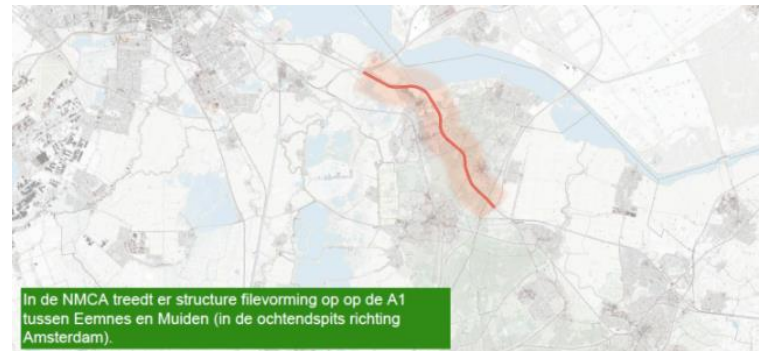 In de NMCA treedt er structure filevorming op op de A1
tussen Eemnes en Muiden (in de ochtendspits richting
Amsterdam).